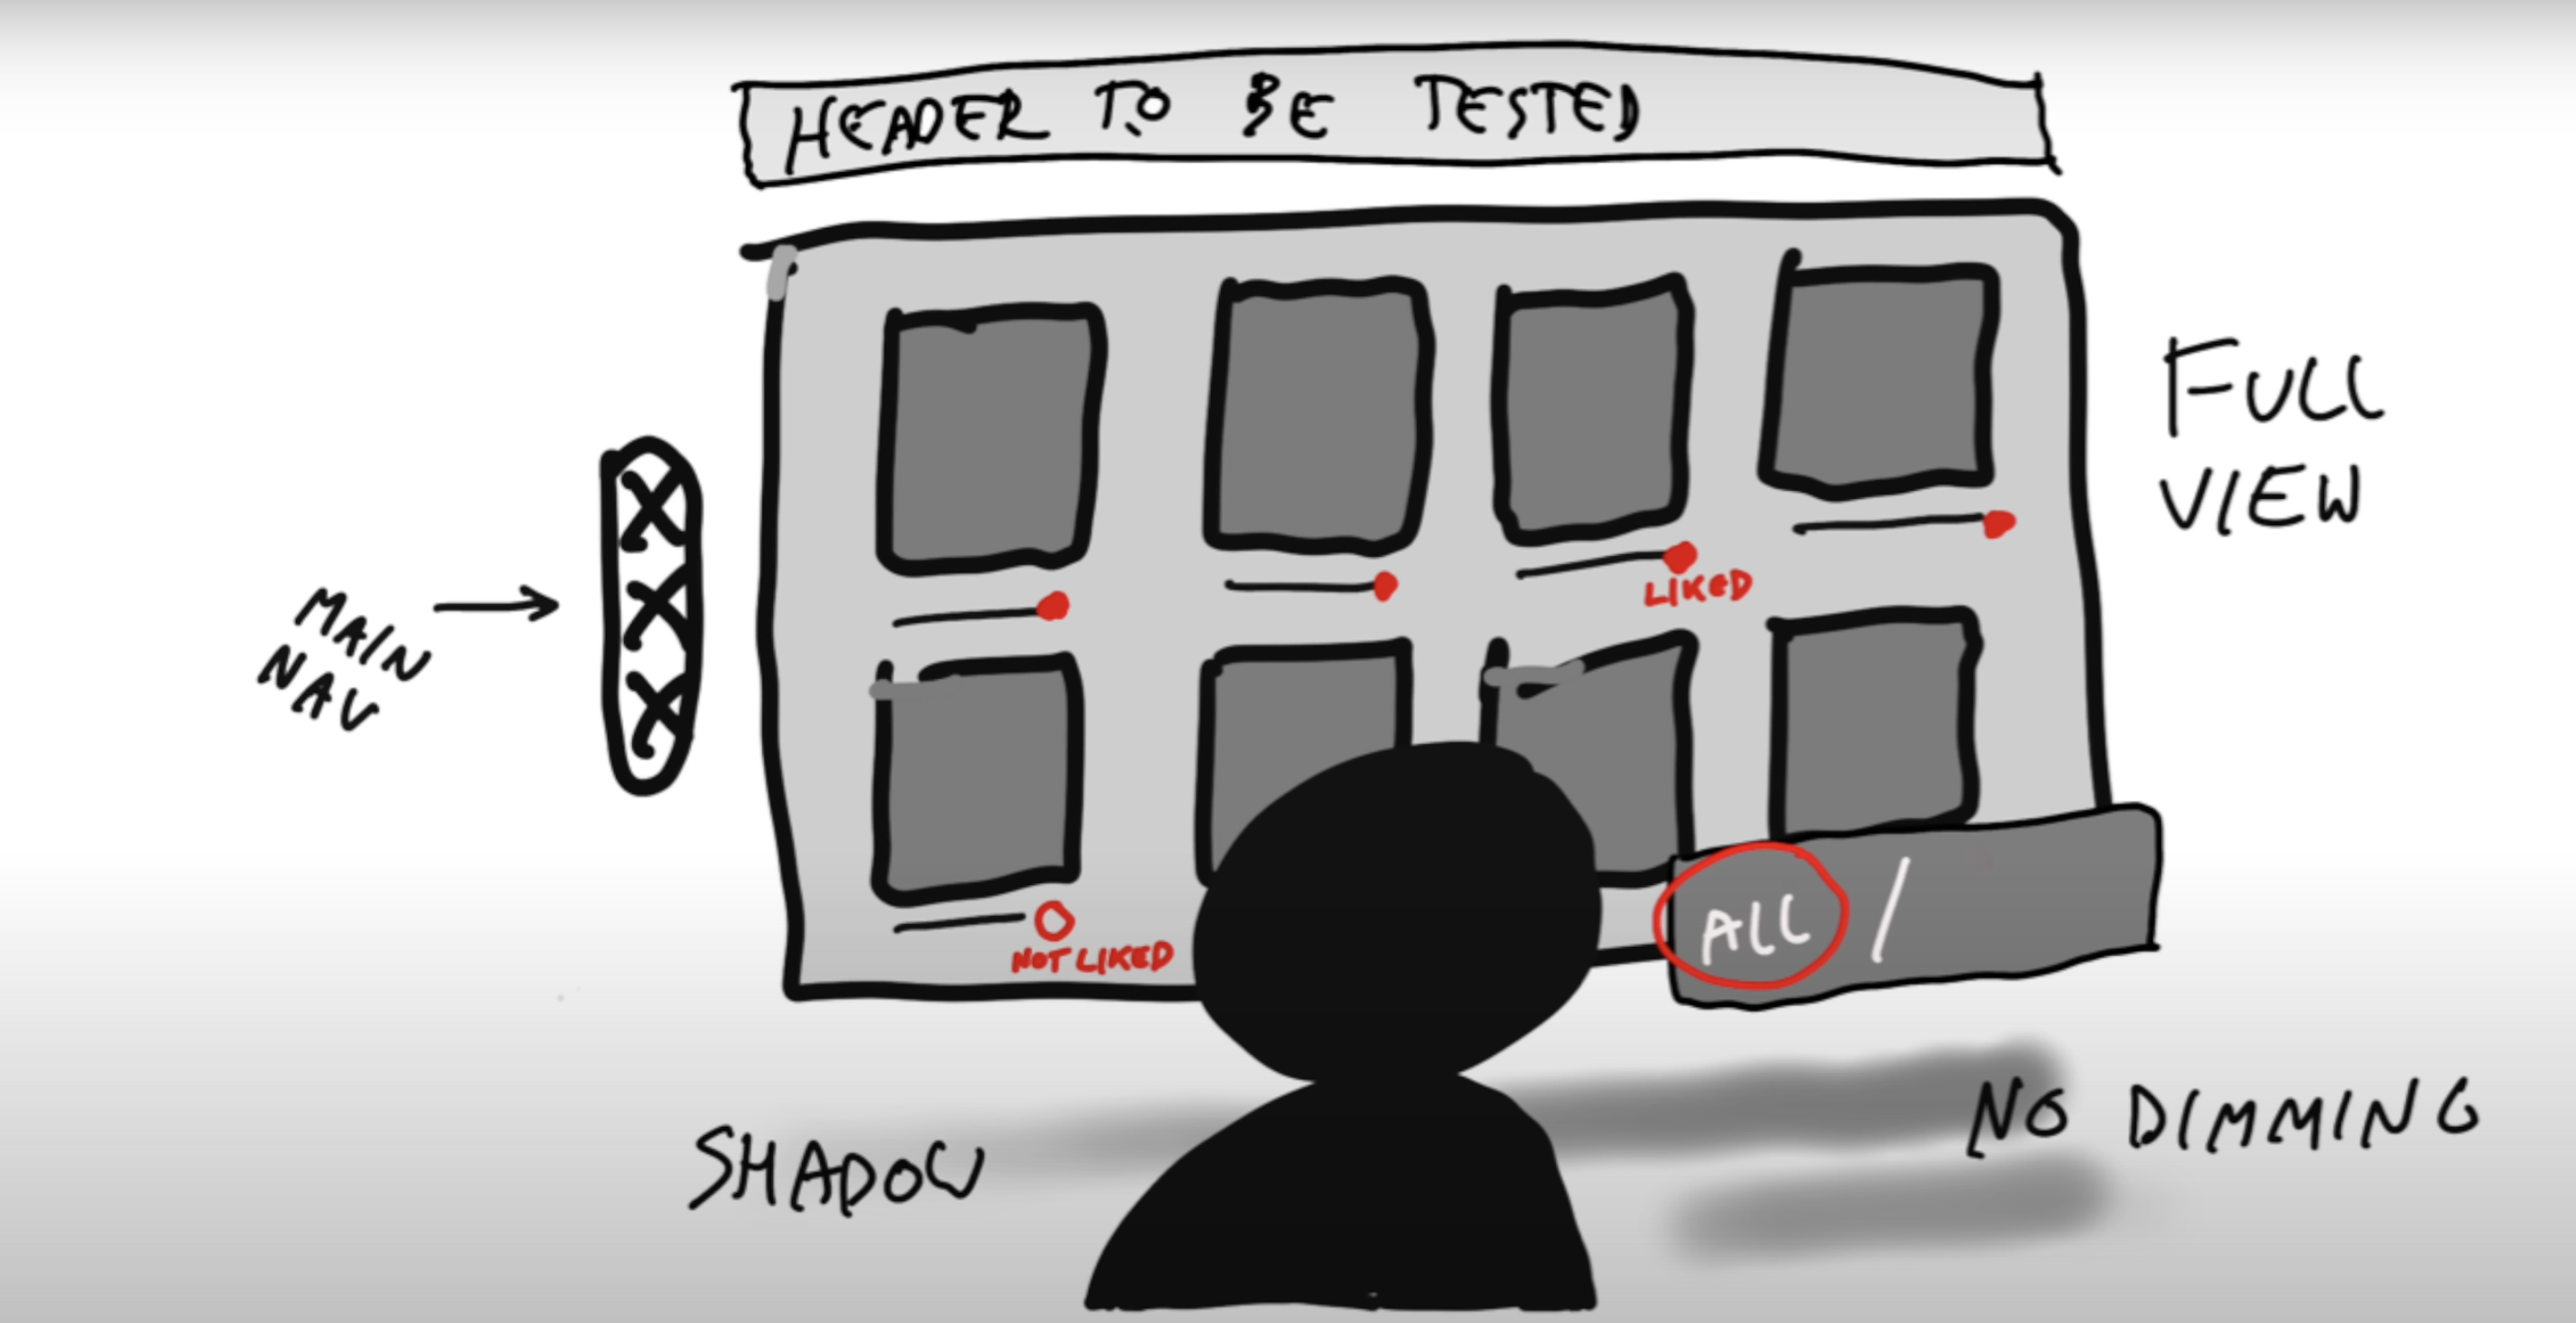 HEADER TO BE TESTED
FULL
VIEW
LIKED
MAIN
NAV
ALL /
NOT LIKED
NO DIMMING
SHADOW